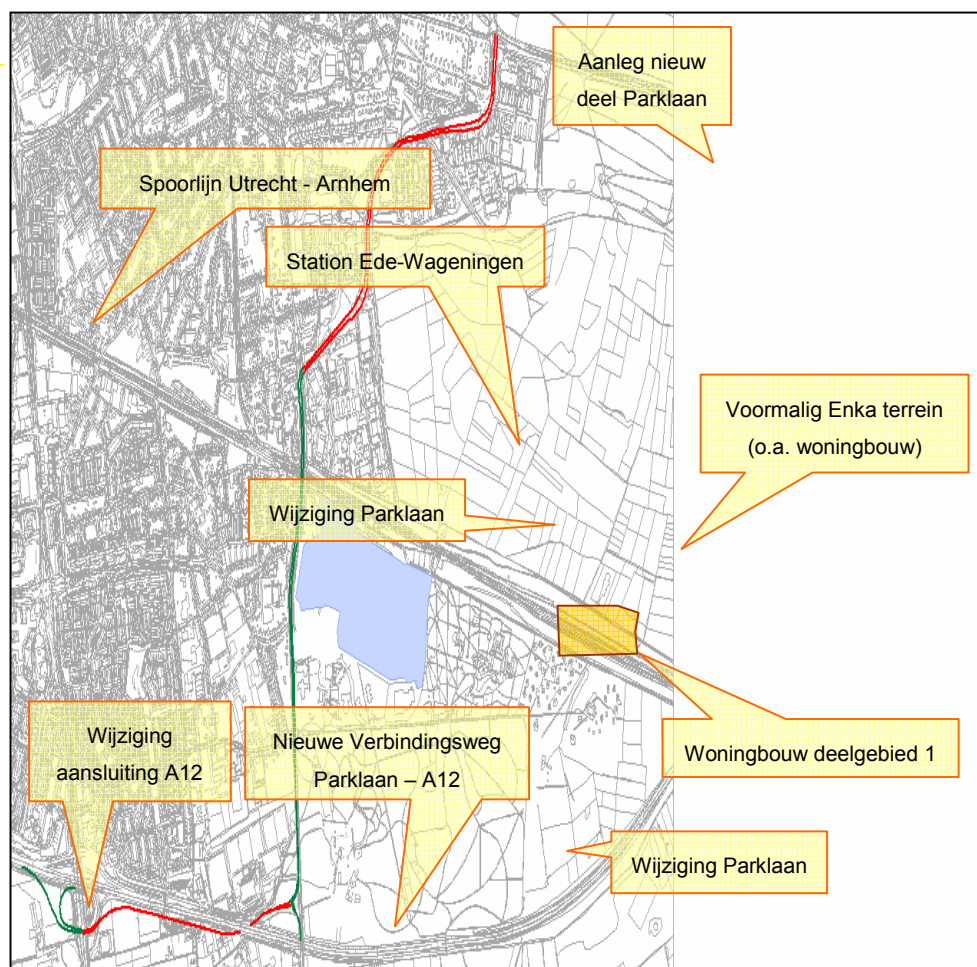 Aanleg nieuw
deel Parklaan
Spoorlijn Utrecht - Arnhem
Station Ede-Wageningen
Voormalig Enka terrein
(o.a. woningbouw)
Wijziging Parklaan
Wijziging
aansluiting A12
Nieuwe Verbindingsweg
Parklaan – A12
Woningbouw deelgebied 1
Wijziging Parklaan